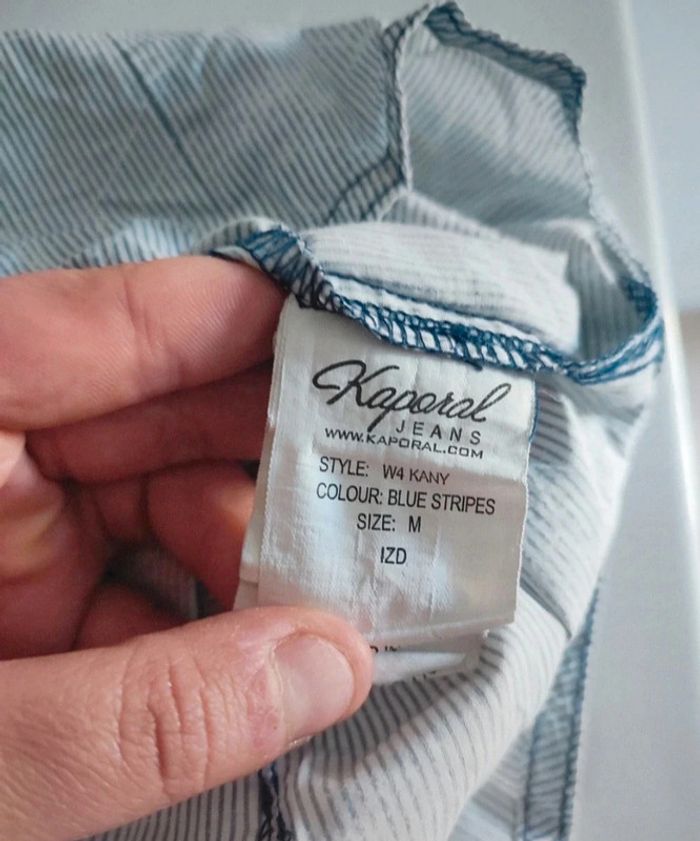 Kaporal
JEANS
WWW.KAPORAL.COM
STYLE: W4 KANY
COLOUR: BLUE STRIPES
SIZE: M
IZD